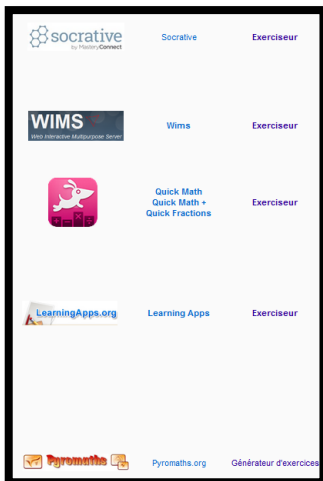 socrative
by MasteryConnect
Socrative
Exerciseur
WIMS
Web Interactive Multipurpose Server
Wims
Exerciseur
Quick Math
Quick Math +
Quick Fractions
Exerciseur
LearningApps.org
Learning Apps
Exerciseur
Pyromaths
Pyromaths.org
Générateur d'exercices